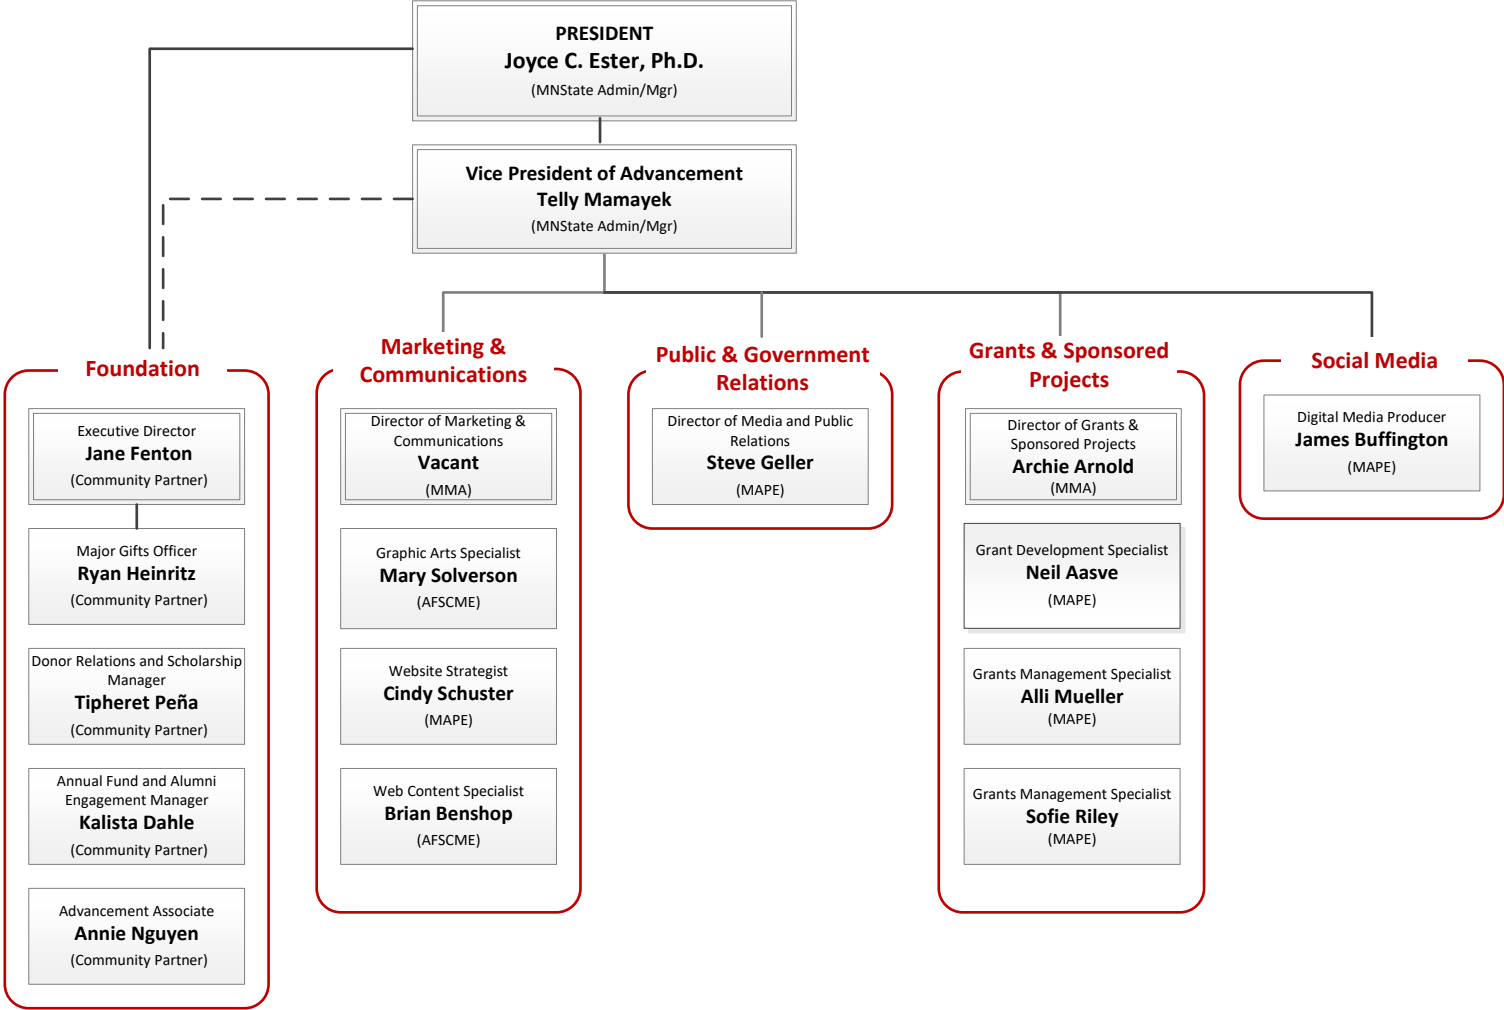 PRESIDENT
Joyce C. Ester, Ph.D.
(MNState Admin/Mgr)
Vice President of Advancement
Telly Mamayek
(MNState Admin/Mgr)
Foundation
Executive Director
Jane Fenton
(Community Partner)
Major Gifts Officer
Ryan Heinritz
(Community Partner)
Donor Relations and Scholarship
Manager
Tipheret Peña
(Community Partner)
Annual Fund and Alumni
Engagement Manager
Kalista Dahle
(Community Partner)
Advancement Associate
Annie Nguyen
(Community Partner)
Marketing &
Communications
Director of Marketing &
Communications
Vacant
(MMA)
Graphic Arts Specialist
Mary Solverson
(AFSCME)
Website Strategist
Cindy Schuster
(MAPE)
Web Content Specialist
Brian Benshop
(AFSCME)
Public & Government
Relations
Director of Media and Public
Relations
Steve Geller
(MAPE)
Grants & Sponsored
Projects
Director of Grants &
Sponsored Projects
Archie Arnold
(MMA)
Grant Development Specialist
Neil Aasve
(MAPE)
Grants Management Specialist
Alli Mueller
(MAPE)
Grants Management Specialist
Sofie Riley
(MAPE)
Social Media
Digital Media Producer
James Buffington
(MAPE)